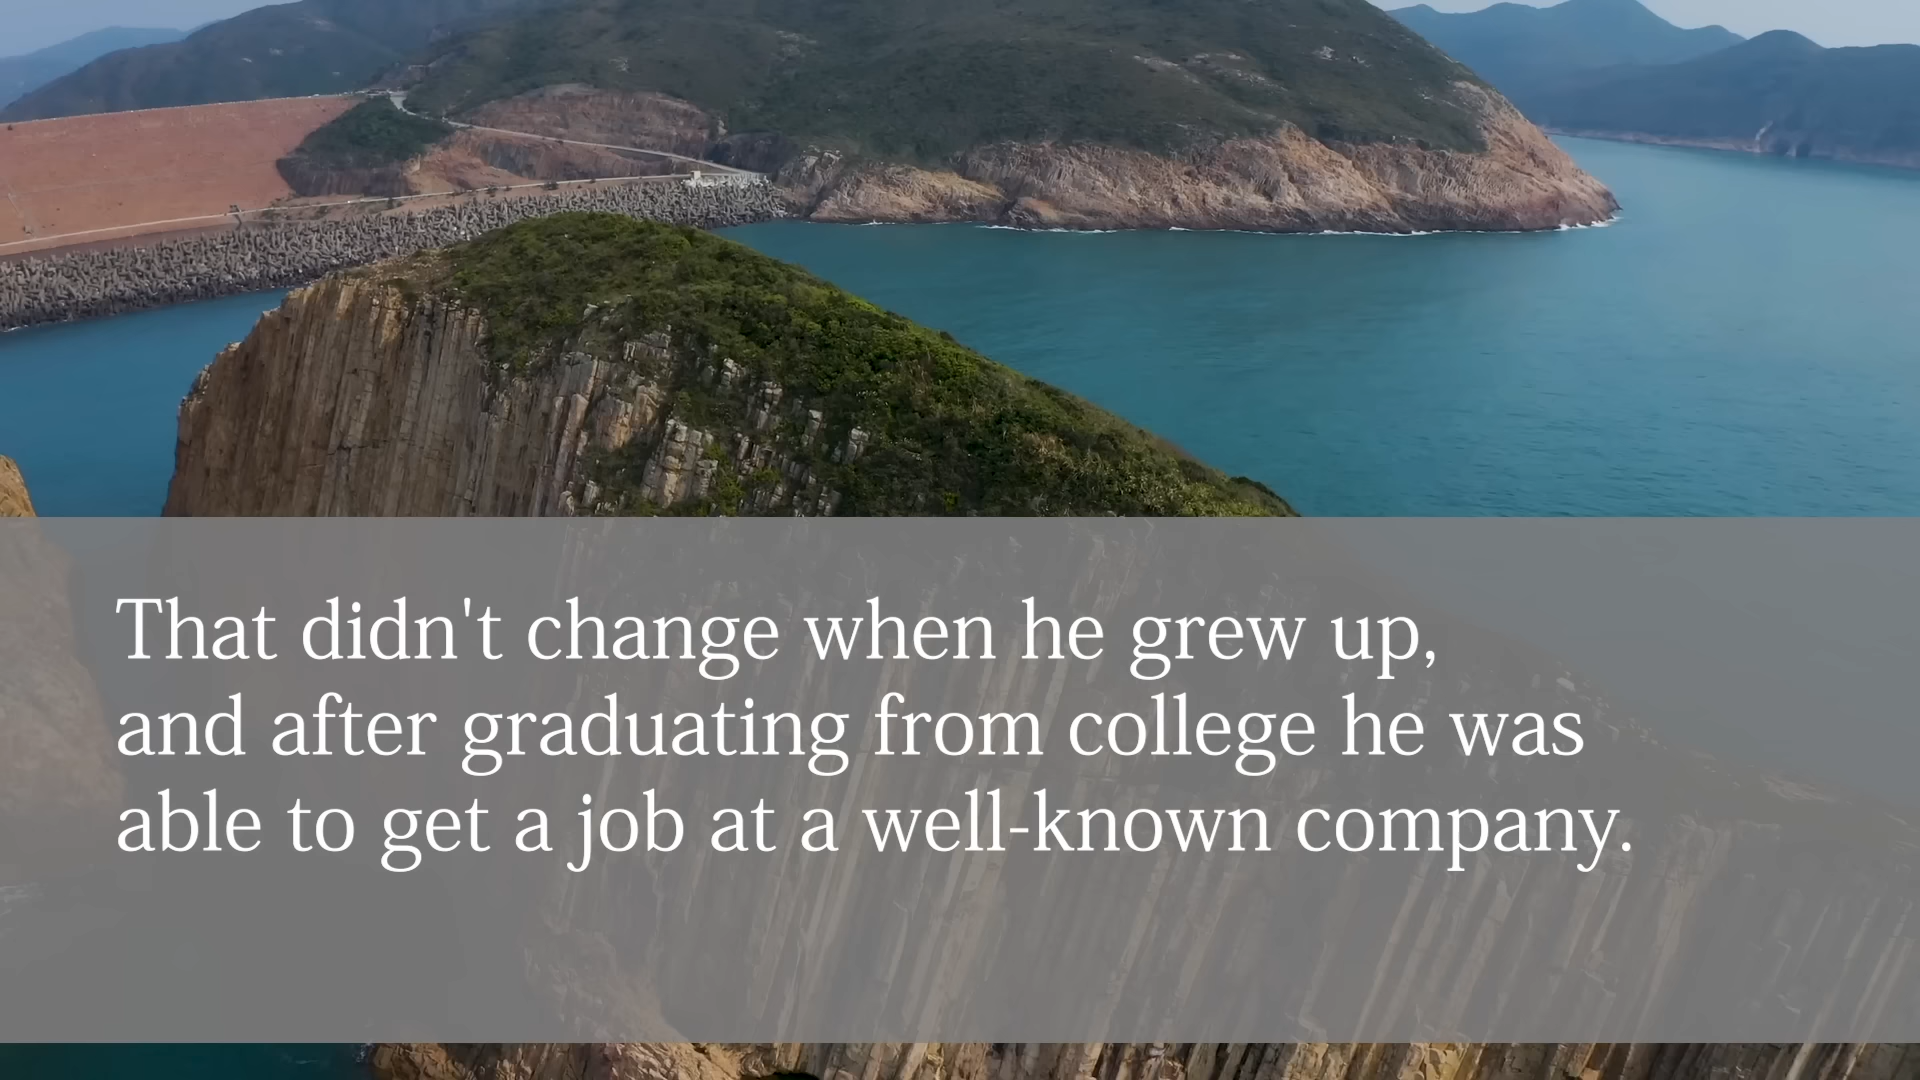 That didn't change when he grew up,
and after graduating from college he was
able to get a job at a well-known company.